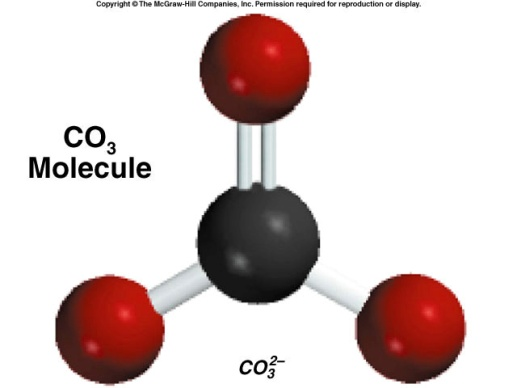 Copyright © The McGraw-Hill Companies, Inc. Permission required for reproduction or display.
CO₃
Molecule
CO₃²⁻